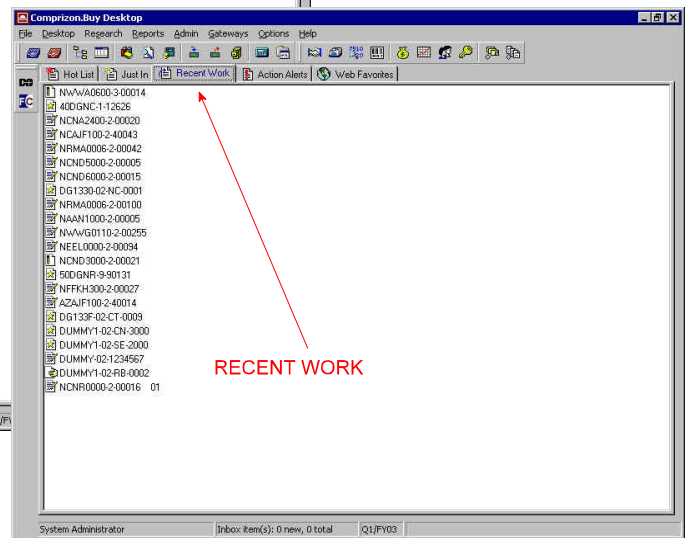 Comprizon.Buy Desktop
File Desktop Research Reports Admin Gateways Options Help
Hot List Just In Recent Work Action Alerts Web Favorites
NWWA0600-3-00014
40DGNC-1-12626
NCNA2400-2-00020
NCAJF100-2-40043
NRMA0006-2-00042
NCND5000-2-00005
NCND6000-2-00015
DG1330-02-NC-0001
NRMA0006-2-00100
NAAN1000-2-00005
NWWG0110-2-00255
NEEL0000-2-00094
NCND3000-2-00021
50DGNR-9-90131
NFFKH300-2-00027
AZAJF100-2-40014
DG133F-02-CT-0009
DUMMY1-02-CN-3000
DUMMY1-02-SE-2000
DUMMY-02-1234567
DUMMY1-02-RB-0002
NCNR0000-2-00016 01
RECENT WORK
System Administrator Inbox item(s): 0 new, 0 total Q1/FY03